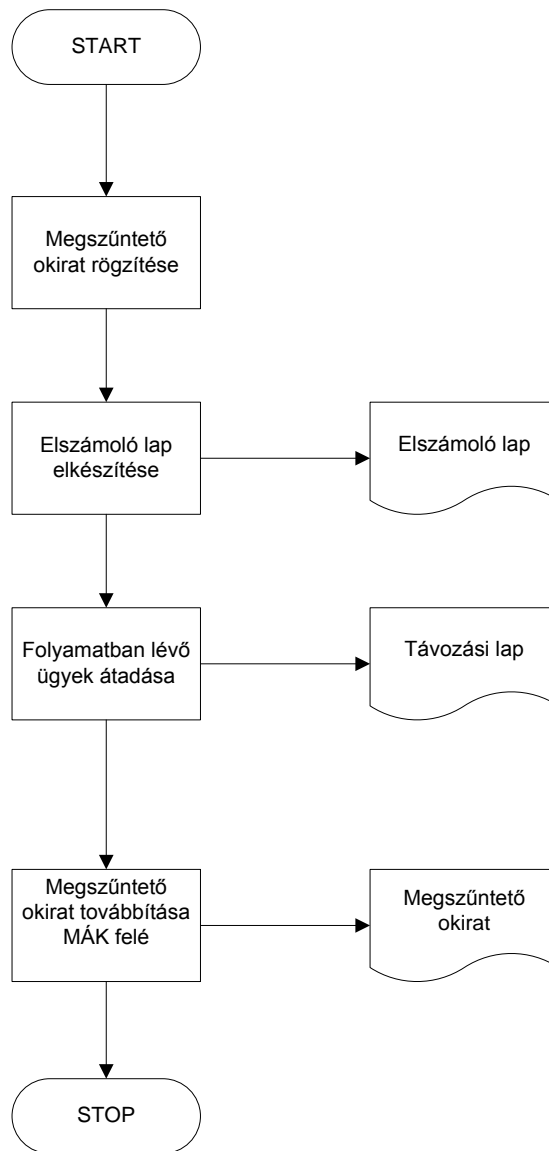 START
Megszűntető
okirat rögzítése
Elszámoló lap
elkészítése
Elszámoló lap
Folyamatban lévő
ügyek átadása
Távozási lap
Megszűntető
okirat továbbítása
MÁK felé
Megszűntető
okirat
STOP